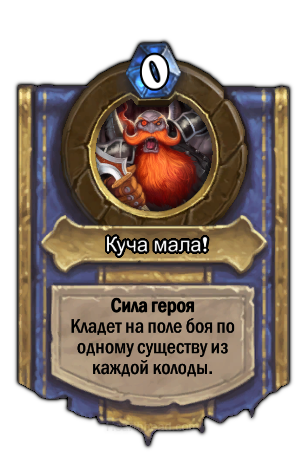 0
Куча мала!
Сила героя
Кладет на поле боя по
одному существу из
каждой колоды.